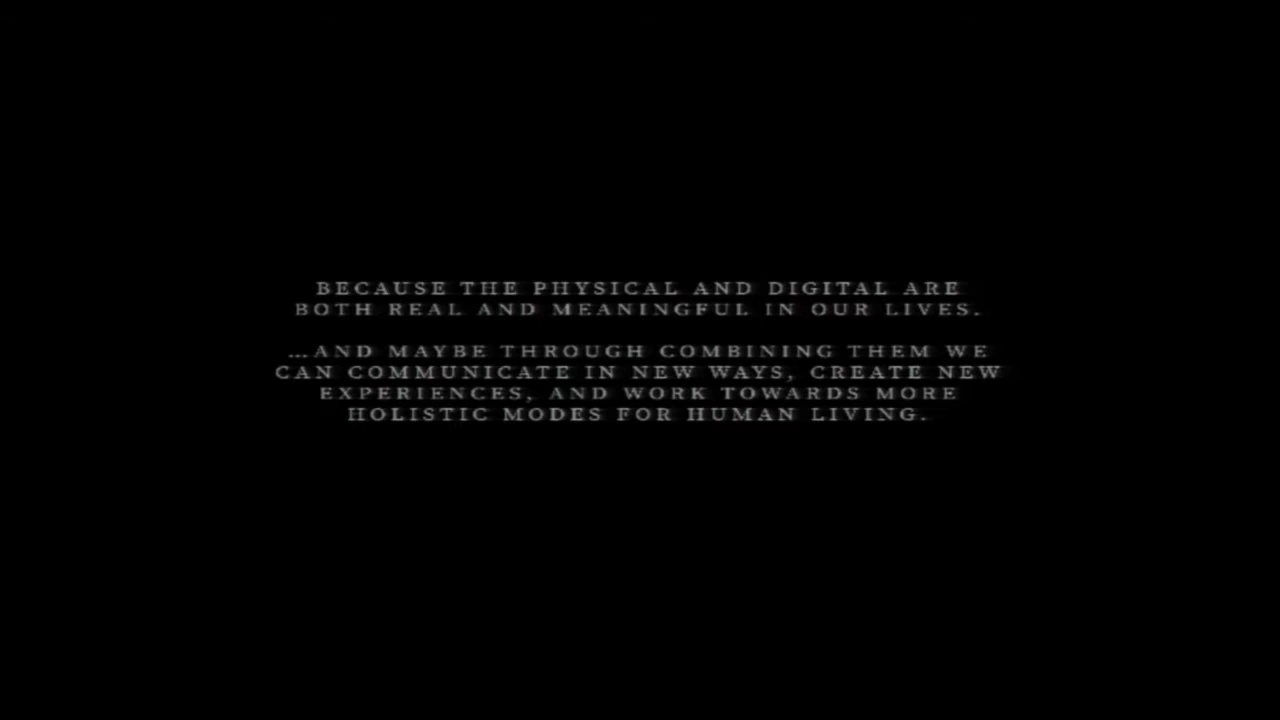 BECAUSE THE PHYSICAL AND DIGITAL ARE
BOTH REAL AND MEANINGFUL IN OUR LIVES.
...AND MAYBE THROUGH COMBINING THEM WE
CAN COMMUNICATE IN NEW WAYS, CREATE NEW
EXPERIENCES, AND WORK TOWARDS MORE
HOLISTIC MODES FOR HUMAN LIVING.